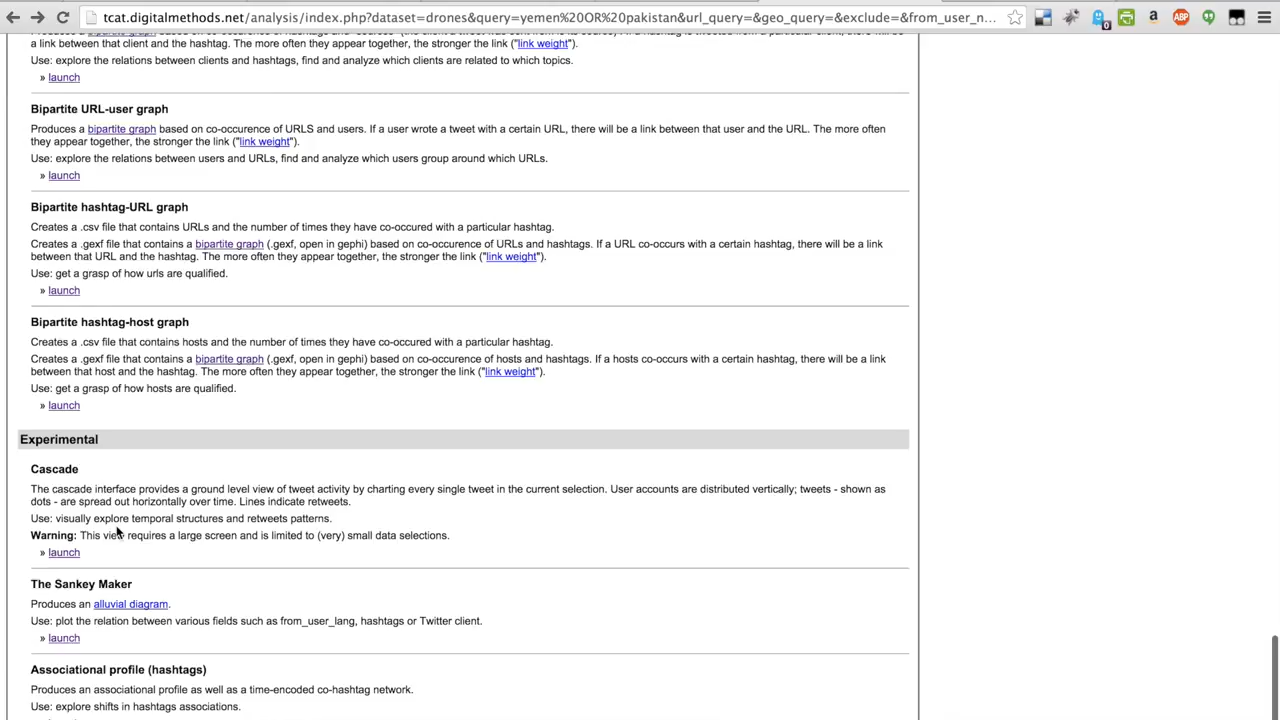 tcat.digitalmethods.net/analysis/index.php?dataset=drones&query=yemen%20OR%20pakistan&url_query=&geo_query=&exclude=&from_user_n...
a link between that client and the hashtag. The more often they appear together, the stronger the link ("link weight").
Use: explore the relations between clients and hashtags, find and analyze which clients are related to which topics.
» launch
Bipartite URL-user graph
Produces a bipartite graph based on co-occurence of URLS and users. If a user wrote a tweet with a certain URL, there will be a link between that user and the URL. The more often
they appear together, the stronger the link ("link weight").
Use: explore the relations between users and URLs, find and analyze which users group around which URLs.
» launch
Bipartite hashtag-URL graph
Creates a .csv file that contains URLs and the number of times they have co-occured with a particular hashtag.
Creates a .gexf file that contains a bipartite graph (.gexf, open in gephi) based on co-occurence of URLs and hashtags. If a URL co-occurs with a certain hashtag, there will be a link
between that URL and the hashtag. The more often they appear together, the stronger the link ("link weight").
Use: get a grasp of how urls are qualified.
» launch
Bipartite hashtag-host graph
Creates a .csv file that contains hosts and the number of times they have co-occured with a particular hashtag.
Creates a .gexf file that contains a bipartite graph (.gexf, open in gephi) based on co-occurence of hosts and hashtags. If a hosts co-occurs with a certain hashtag, there will be a link
between that host and the hashtag. The more often they appear together, the stronger the link ("link weight").
Use: get a grasp of how hosts are qualified.
» launch
Experimental
Cascade
The cascade interface provides a ground level view of tweet activity by charting every single tweet in the current selection. User accounts are distributed vertically; tweets - shown as
dots - are spread out horizontally over time. Lines indicate retweets.
Use: visually explore temporal structures and retweets patterns.
Warning: This view requires a large screen and is limited to (very) small data selections.
» launch
The Sankey Maker
Produces an alluvial diagram.
Use: plot the relation between various fields such as from_user_lang, hashtags or Twitter client.
» launch
Associational profile (hashtags)
Produces an associational profile as well as a time-encoded co-hashtag network.
Use: explore shifts in hashtags associations.